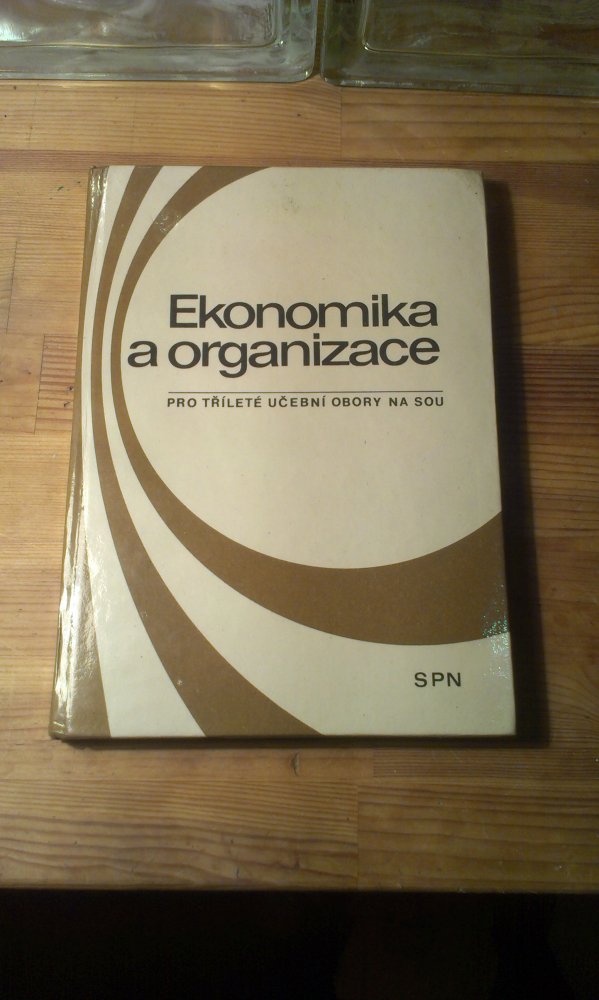 Ekonomika
a organizace
PRO TŘÍLETÉ UČEBNÍ OBORY NA SOU
SPN